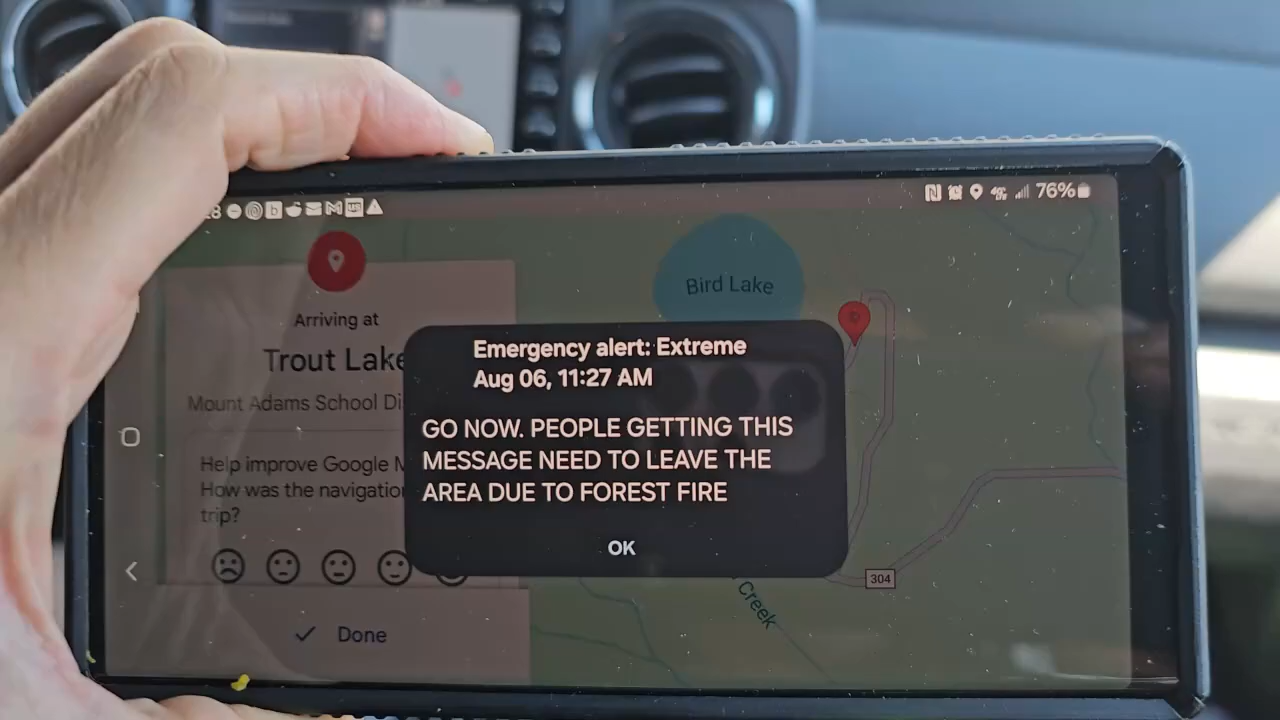 76%
Bird Lake
Arriving at
Trout Lake
Mount Adams School Di
Help improve Google M
How was the navigation
trip?
Done
Emergency alert: Extreme
Aug 06, 11:27 AM
GO NOW. PEOPLE GETTING THIS
MESSAGE NEED TO LEAVE THE
AREA DUE TO FOREST FIRE
OK
304
Creek